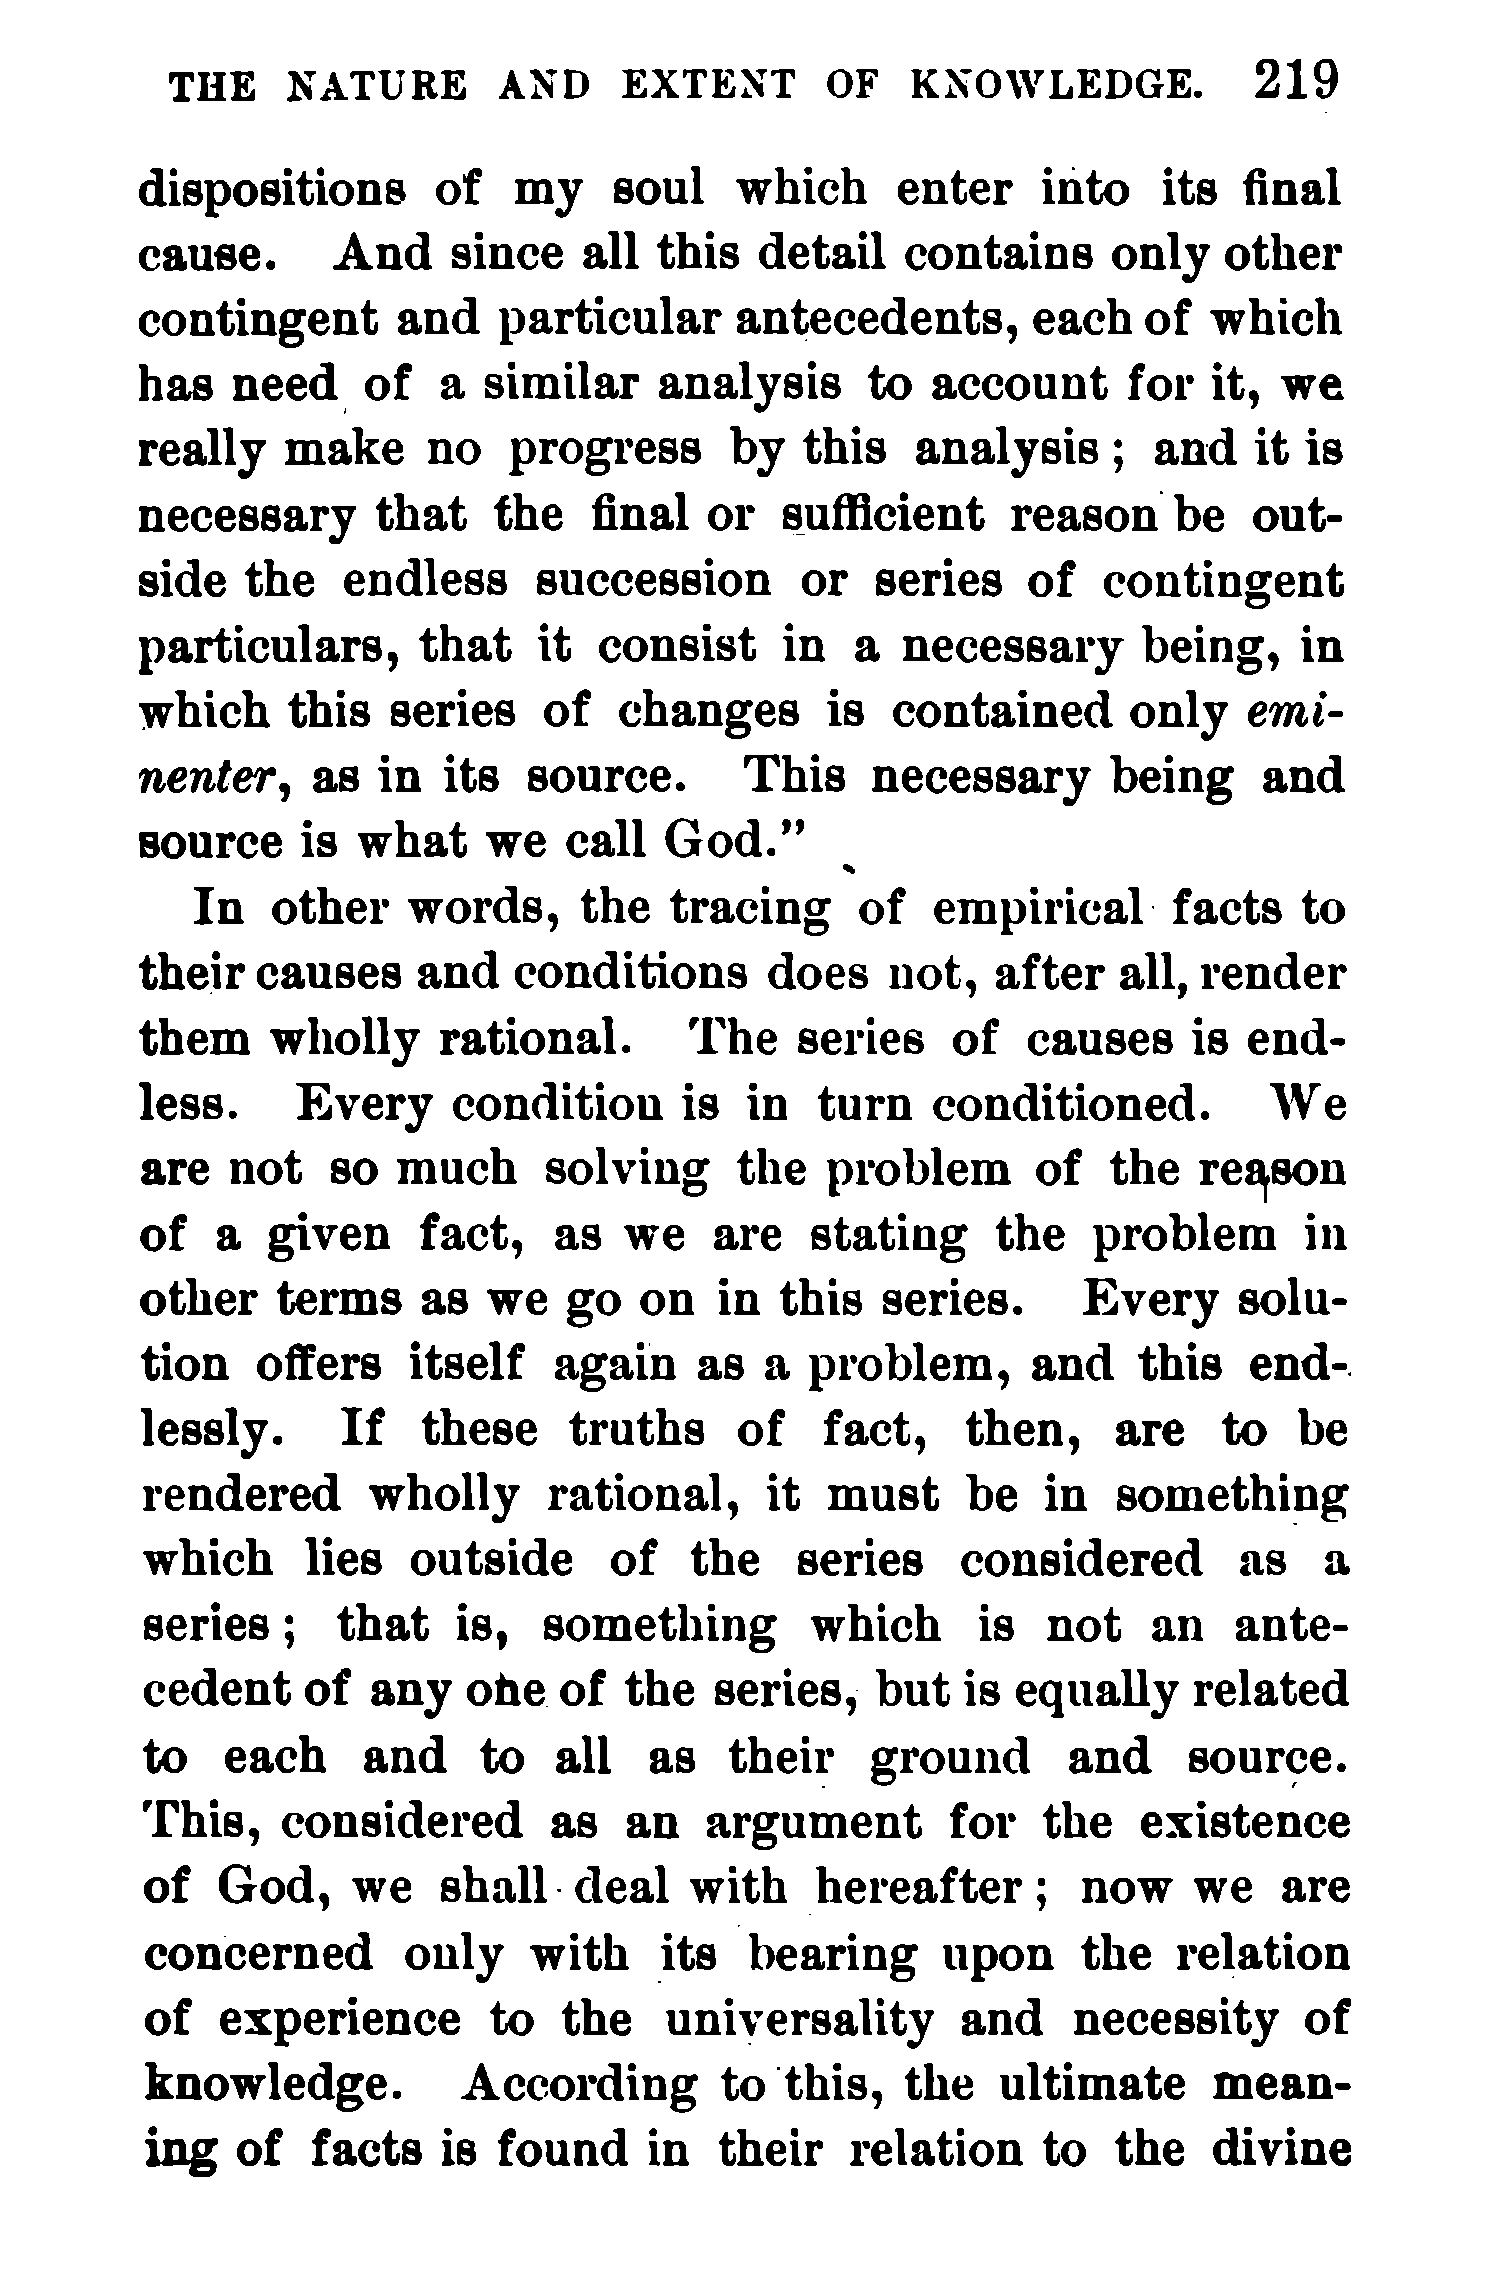 THE NATURE AND EXTENT OF KNOWLEDGE. 219
dispositions of my soul which enter into its final
cause. And since all this detail contains only other
contingent and particular antecedents, each of which
has need of a similar analysis to account for it, we
really make no progress by this analysis ; and it is
necessary that the final or sufficient reason be out-
side the endless succession or series of contingent
particulars, that it consist in a necessary being, in
which this series of changes is contained only emi-
nenter, as in its source. This necessary being and
source is what we call God.”
In other words, the tracing of empirical facts to
their causes and conditions does not, after all, render
them wholly rational. The series of causes is end-
less. Every condition is in turn conditioned. We
are not so much solving the problem of the reason
of a given fact, as we are stating the problem in
other terms as we go on in this series. Every solu-
tion offers itself again as a problem, and this end-
lessly. If these truths of fact, then, are to be
rendered wholly rational, it must be in something
which lies outside of the series considered as a
series ; that is, something which is not an ante-
cedent of any one of the series, but is equally related
to each and to all as their ground and source.
This, considered as an argument for the existence
of God, we shall deal with hereafter ; now we are
concerned only with its bearing upon the relation
of experience to the universality and necessity of
knowledge. According to this, the ultimate mean-
ing of facts is found in their relation to the divine